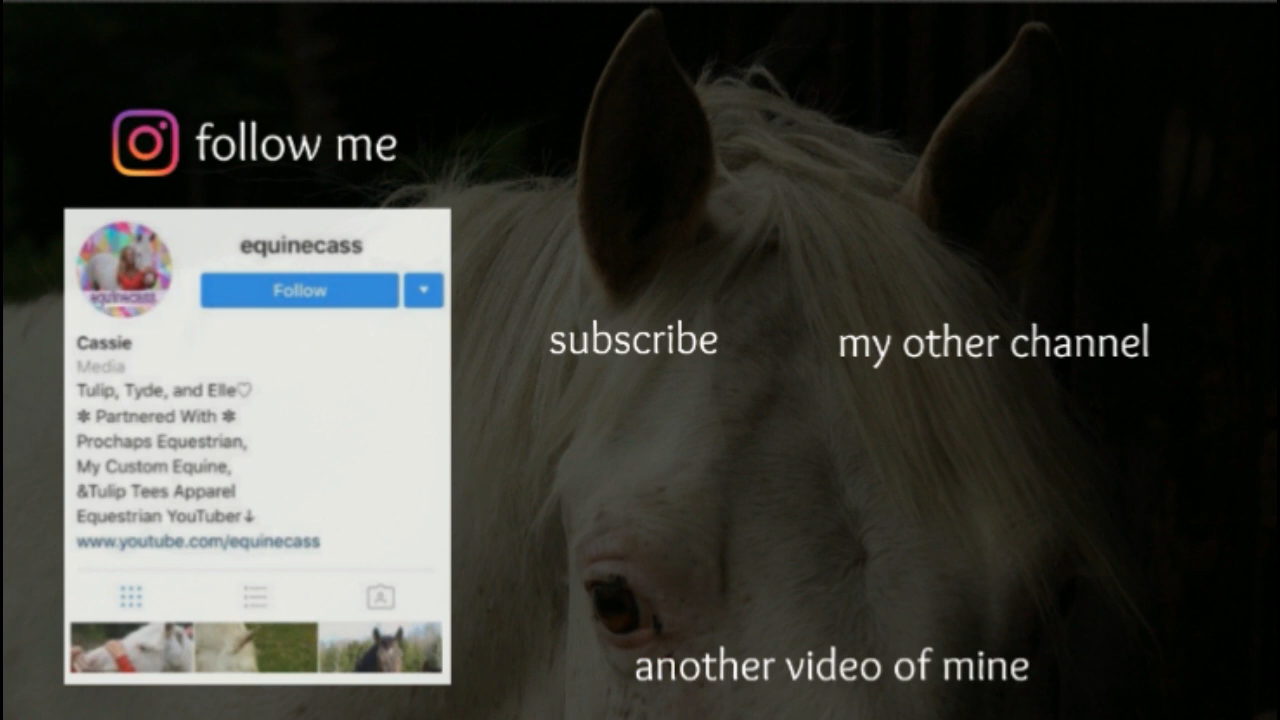 follow me
equinecass
Follow
Cassie
Media
Tulip, Tyde, and Elle♡
✻ Partnered With ✻
Prochaps Equestrian,
My Custom Equine,
&Tulip Tees Apparel
Equestrian YouTuber↓
www.youtube.com/equinecass
subscribe
my other channel
another video of mine